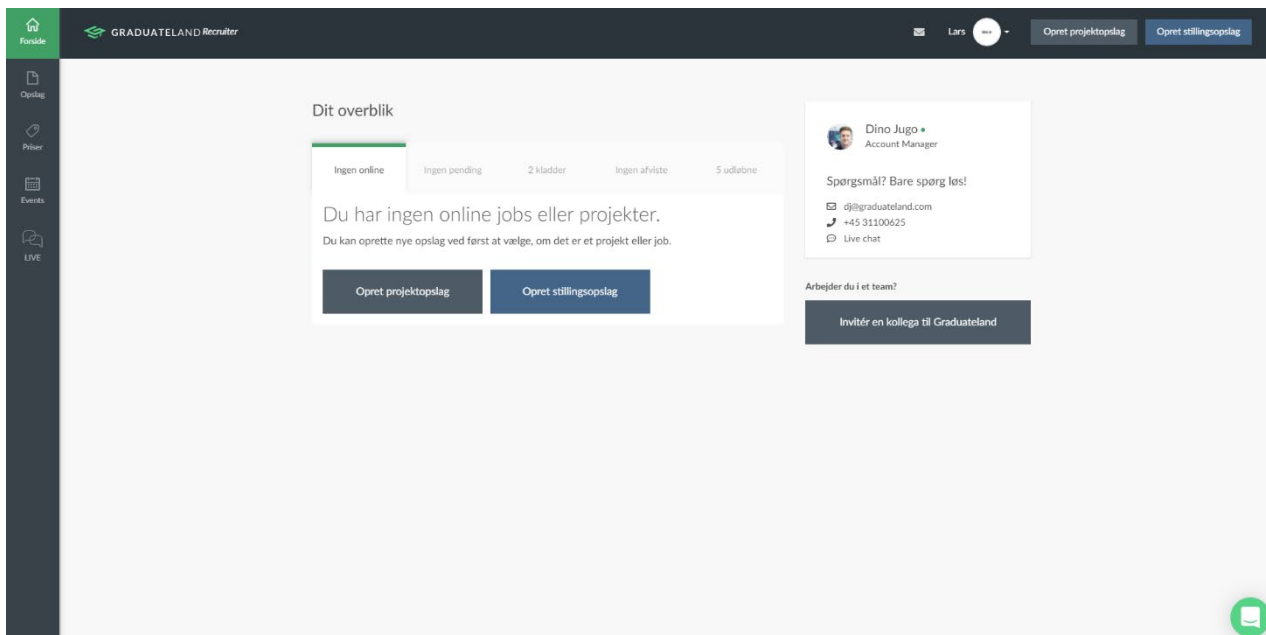 Forside
GRADUATELAND Recruiter
Lars
Opret projektopslag
Opret stillingsopslag
Opslag
Priser
Events
LIVE
Dit overblik
Ingen online
Ingen pending
2 kladder
Ingen afviste
5 udløbne
Du har ingen online jobs eller projekter.
Du kan oprette nye opslag ved først at vælge, om det er et projekt eller job.
Opret projektopslag
Opret stillingsopslag
Dino Jugo
Account Manager
Spørgsmål? Bare spørg løs!
dj@graduateland.com
+45 31100625
Live chat
Arbejder du i et team?
Invitér en kollega til Graduateland